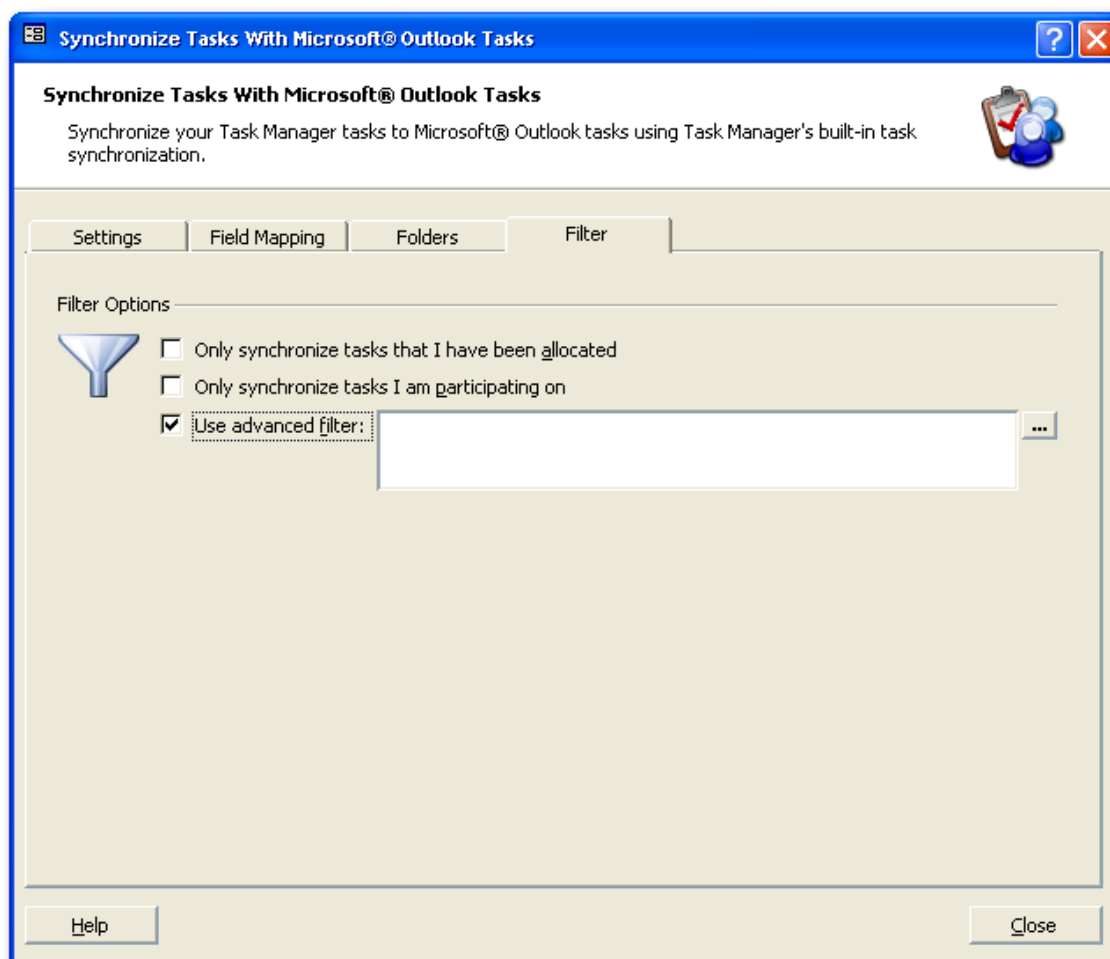 Synchronize Tasks With Microsoft® Outlook Tasks
?
Synchronize Tasks With Microsoft® Outlook Tasks
Synchronize your Task Manager tasks to Microsoft® Outlook tasks using Task Manager's built-in task
synchronization.
Settings Field Mapping Folders Filter
Filter Options
Only synchronize tasks that I have been allocated
Only synchronize tasks I am participating on
Use advanced filter: ...
Help Close